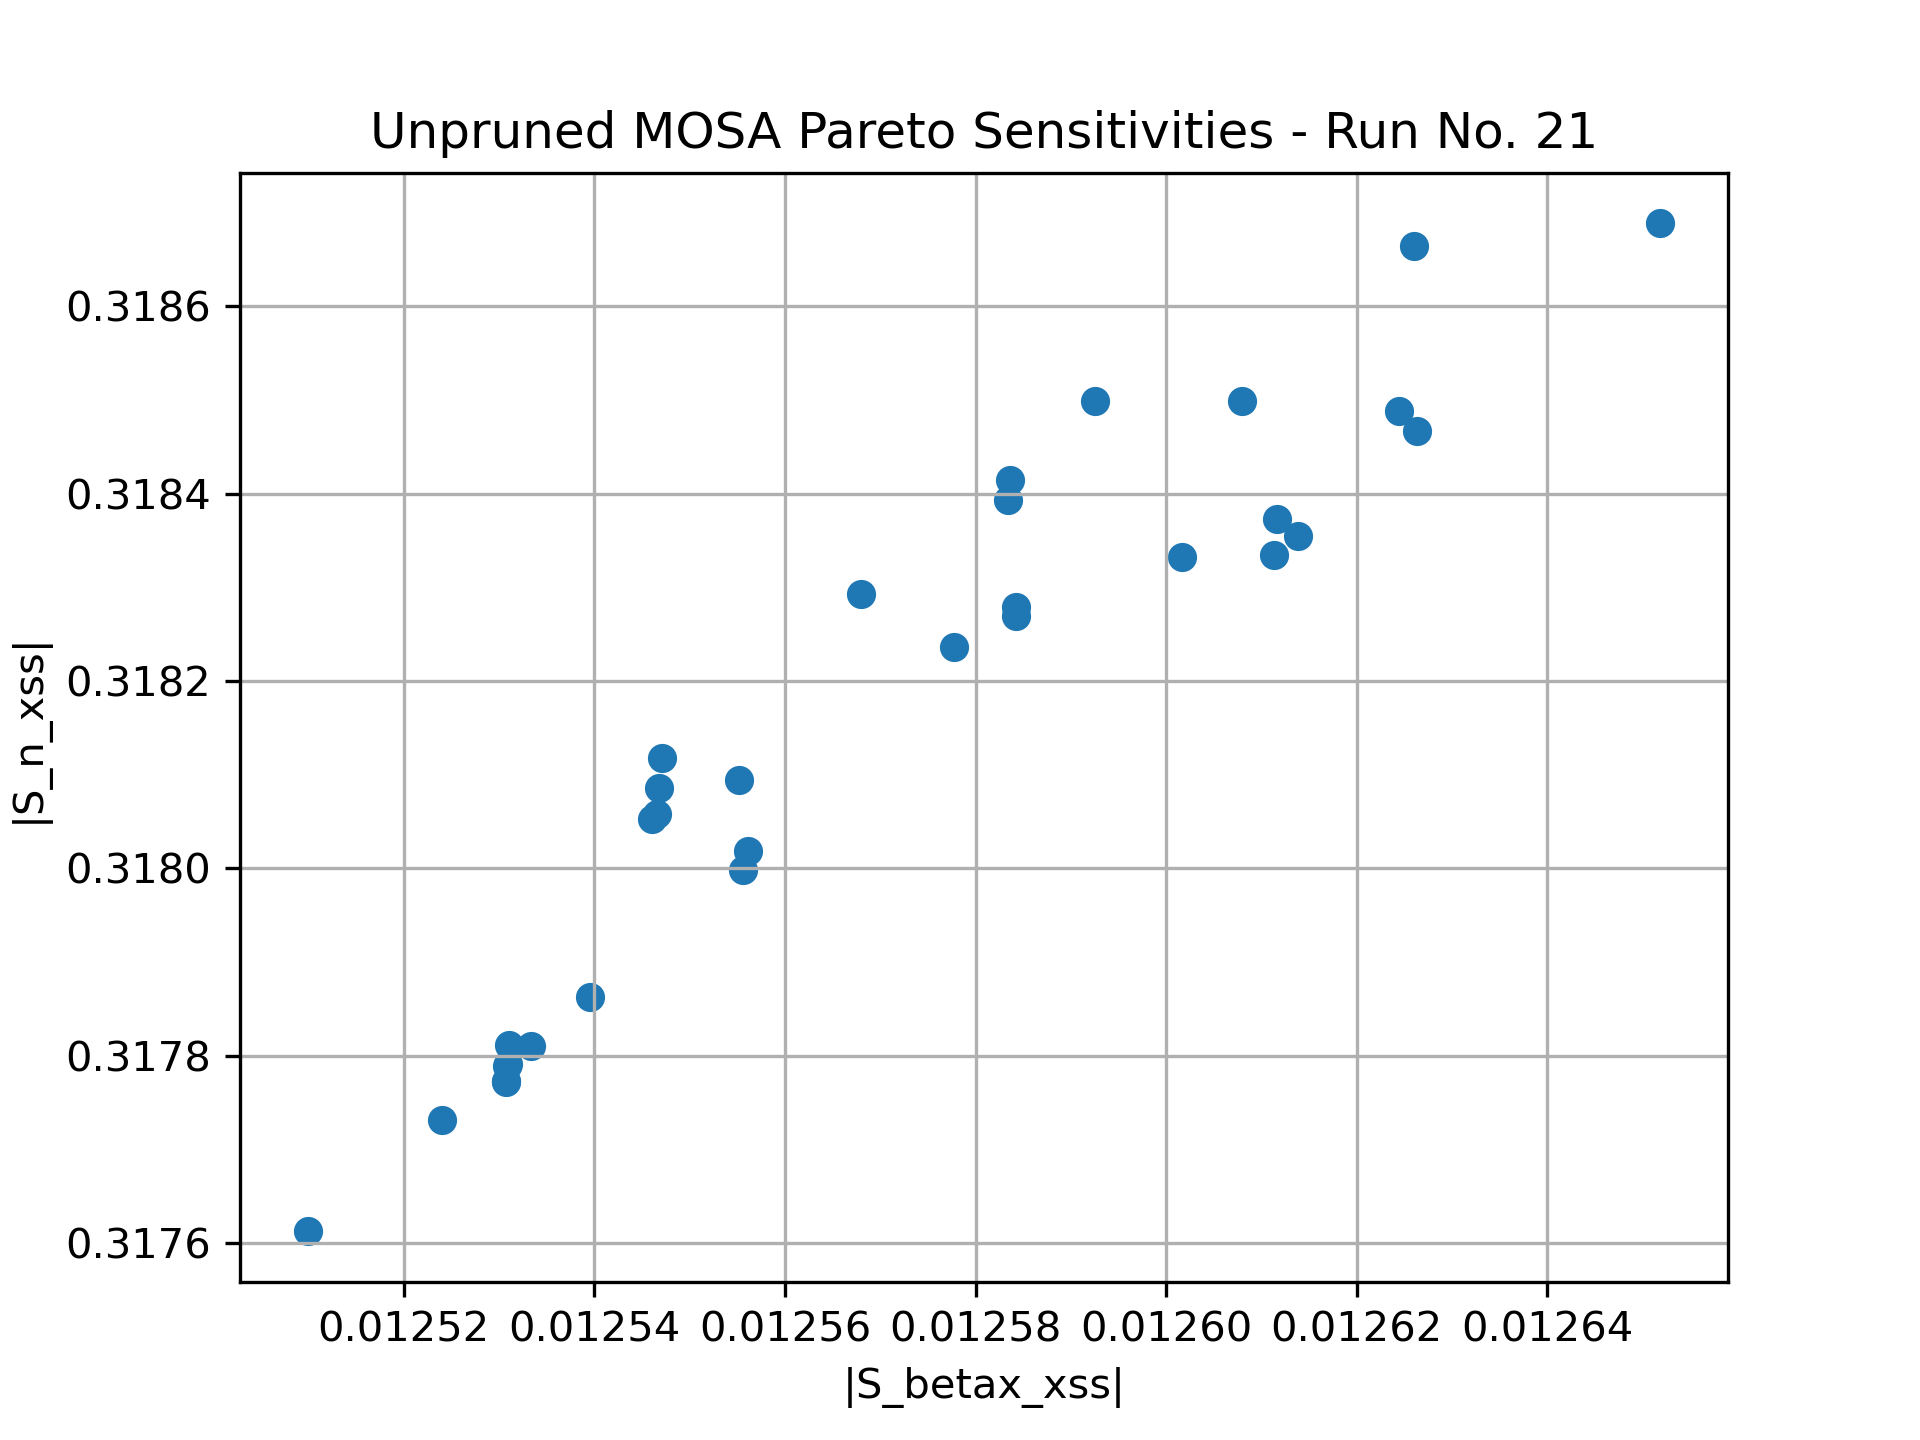 Unpruned MOSA Pareto Sensitivities - Run No. 21
0.3186
0.3184
0.3182
0.3180
0.3178
0.3176
|S_n_xss|
0.01252 0.01254 0.01256 0.01258 0.01260 0.01262 0.01264
|S_betax_xss|